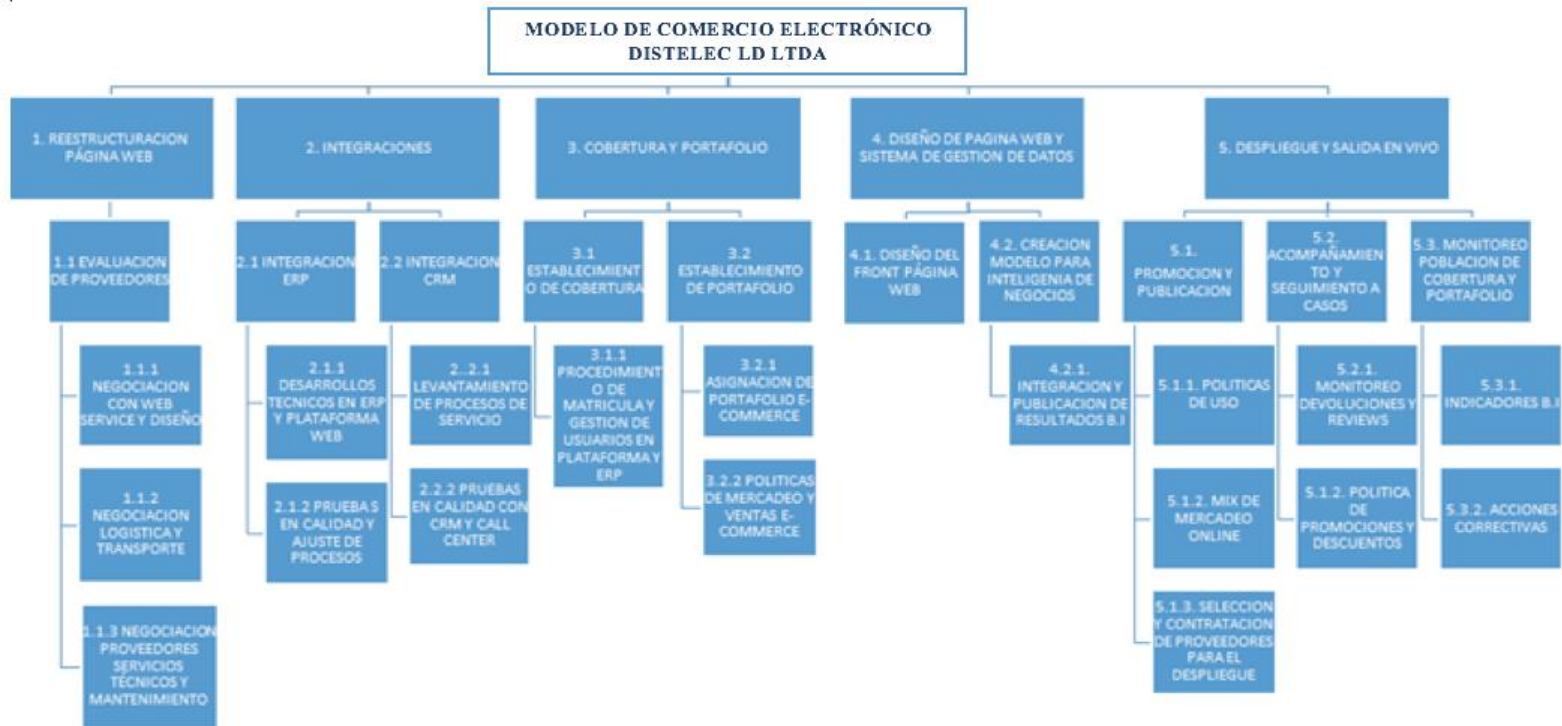 MODELO DE COMERCIO ELECTRÓNICO
DISTELEC LD LTDA
1. REESTRUCTURACION
PÁGINA WEB
2. INTEGRACIONES
3. COBERTURA Y PORTAFOLIO
4. DISEÑO DE PAGINA WEB Y
SISTEMA DE GESTION DE DATOS
5. DESPLIEGUE Y SALIDA EN VIVO
1.1 EVALUACION
DE PROVEEDORES
2.1 INTEGRACION
ERP
2.2 INTEGRACION
CRM
3.1
ESTABLECIMIENT
O DE COBERTURA
3.2
ESTABLECIMIENTO
DE PORTAFOLIO
4.1. DISEÑO DEL
FRONT PÁGINA
WEB
4.2. CREACION
MODELO PARA
INTELIGENIA DE
NEGOCIOS
5.1.
PROMOCION Y
PUBLICACION
5.2.
ACOMPAÑAMIEN
TO Y
SEGUIMIENTO A
CASOS
5.3. MONITOREO
POBLACION DE
COBERTURA Y
PORTAFOLIO
1.1.1
NEGOCIACION
CON WEB
SERVICE Y DISEÑO
2.1.1
DESARROLLOS
TECNICOS EN ERP
Y PLATAFORMA
WEB
2..2.1
LEVANTAMIENTO
DE PROCESOS DE
SERVICIO
3.1.1
PROCEDIMIENT
O DE
MATRICULA Y
GESTION DE
USUARIOS EN
PLATAFORMA Y
ERP
3.2.1
ASIGNACION DE
PORTAFOLIO E-
COMMERCE
4.2.1.
INTEGRACION Y
PUBLICACION DE
RESULTADOS B.I
5.1.1. POLITICAS
DE USO
5.2.1.
MONITOREO
DEVOLUCIONES Y
REVIEWS
5.3.1.
INDICADORES B.I
1.1.2
NEGOCIACION
LOGISTICA Y
TRANSPORTE
2.1.2 PRUEBAS
EN CALIDAD Y
AJUSTE DE
PROCESOS
2.2.2 PRUEBAS
EN CALIDAD CON
CRM Y CALL
CENTER
3.2.2 POLITICAS
DE MERCADEO Y
VENTAS E-
COMMERCE
5.1.2. MIX DE
MERCADEO
ONLINE
5.1.2. POLITICA
DE
PROMOCIONES Y
DESCUENTOS
5.3.2. ACCIONES
CORRECTIVAS
1.1.3 NEGOCIACION
PROVEEDORES
SERVICIOS
TÉCNICOS Y
MANTENIMIENTO
5.1.3. SELECCION
Y CONTRATACION
DE PROVEEDORES
PARA EL
DESPLIEGUE